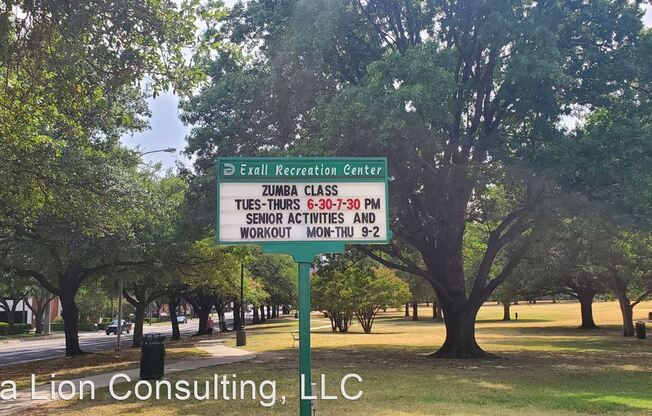 Exall Recreation Center
ZUMBA CLASS
TUES-THURS 6-30-7-30 PM
SENIOR ACTIVITIES AND
WORKOUT MON-THU 9-2
a Lion Consulting, LLC